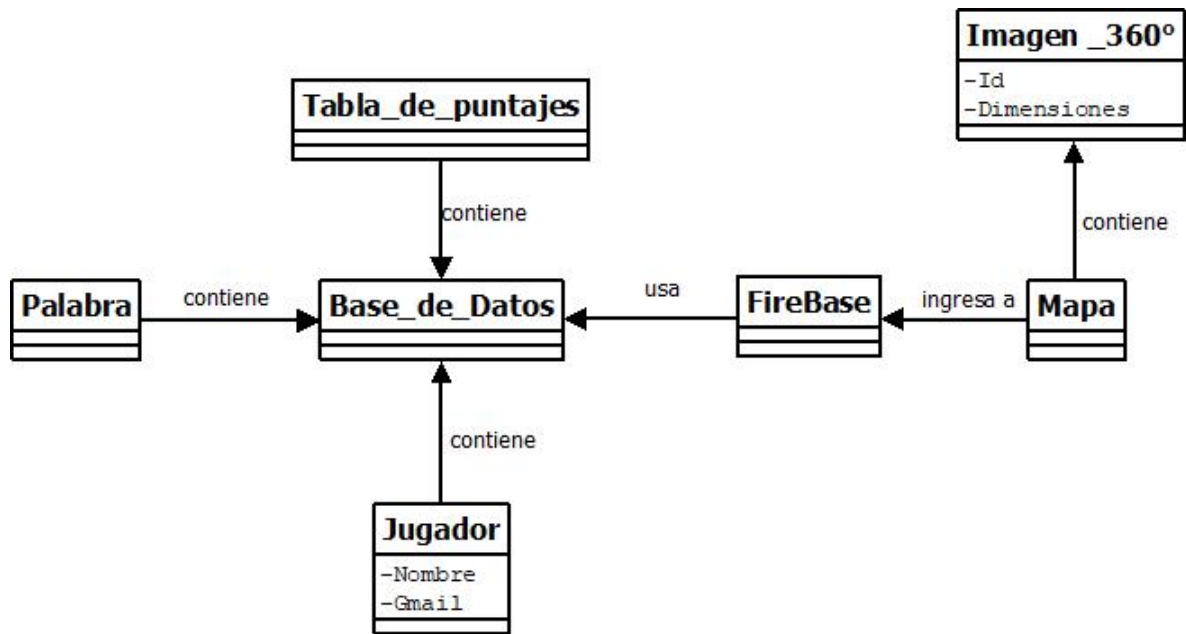 Imagen _360º
-Id
-Dimensiones
Tabla_de_puntajes
contiene
contiene
Palabra
contiene
Base_de_Datos
usa
FireBase
ingresa a
Mapa
contiene
Jugador
-Nombre
-Gmail